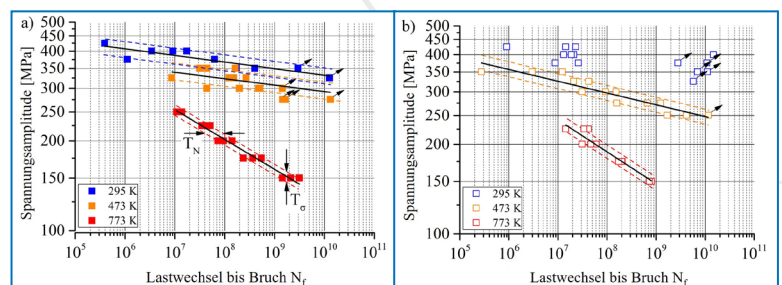 a)
Spannungsamplitude [MPa]
500
450
400
350
300
250
200
150
100
T_N
T_σ
295 K
473 K
773 K
10^5
10^6
10^7
10^8
10^9
10^10
10^11
Lastwechsel bis Bruch N_f
b)
Spannungsamplitude [MPa]
500
450
400
350
300
250
200
150
100
295 K
473 K
773 K
10^5
10^6
10^7
10^8
10^9
10^10
10^11
Lastwechsel bis Bruch N_f